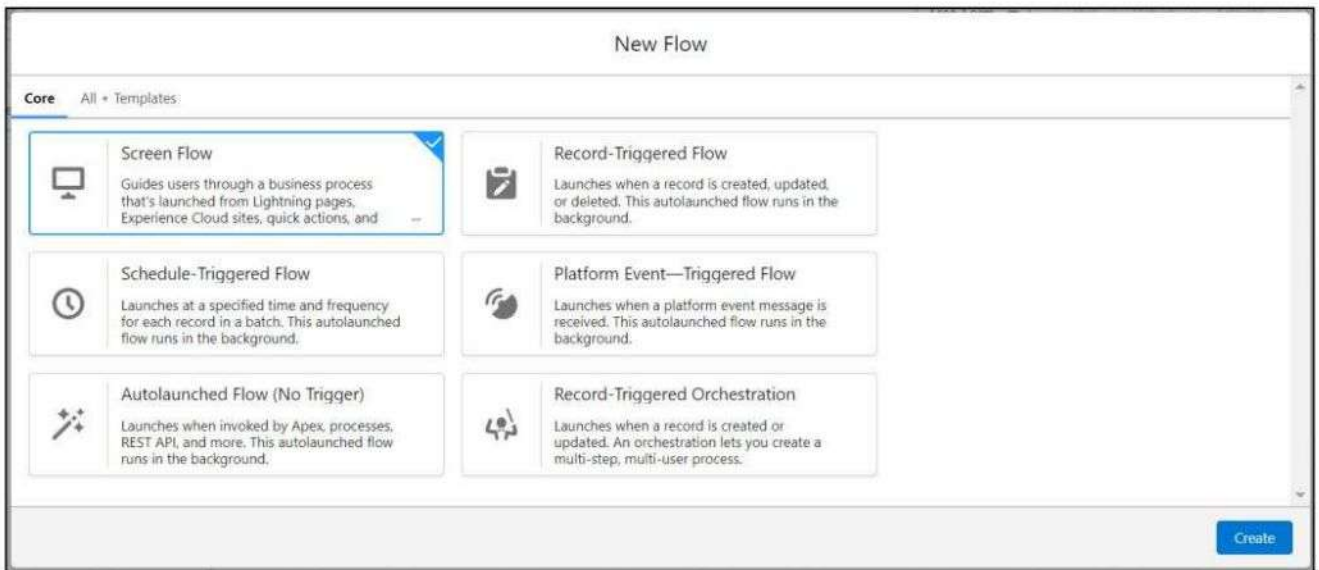 New Flow
Core All • Templates
Screen Flow
Guides users through a business process
that's launched from Lightning pages,
Experience Cloud sites, quick actions, and ...
Record-Triggered Flow
Launches when a record is created, updated,
or deleted. This autolaunched flow runs in the
background.
Schedule-Triggered Flow
Launches at a specified time and frequency
for each record in a batch. This autolaunched
flow runs in the background.
Platform Event—Triggered Flow
Launches when a platform event message is
received. This autolaunched flow runs in the
background.
Autolaunched Flow (No Trigger)
Launches when invoked by Apex, processes,
REST API, and more. This autolaunched flow
runs in the background.
Record-Triggered Orchestration
Launches when a record is created or
updated. An orchestration lets you create a
multi-step, multi-user process.
Create